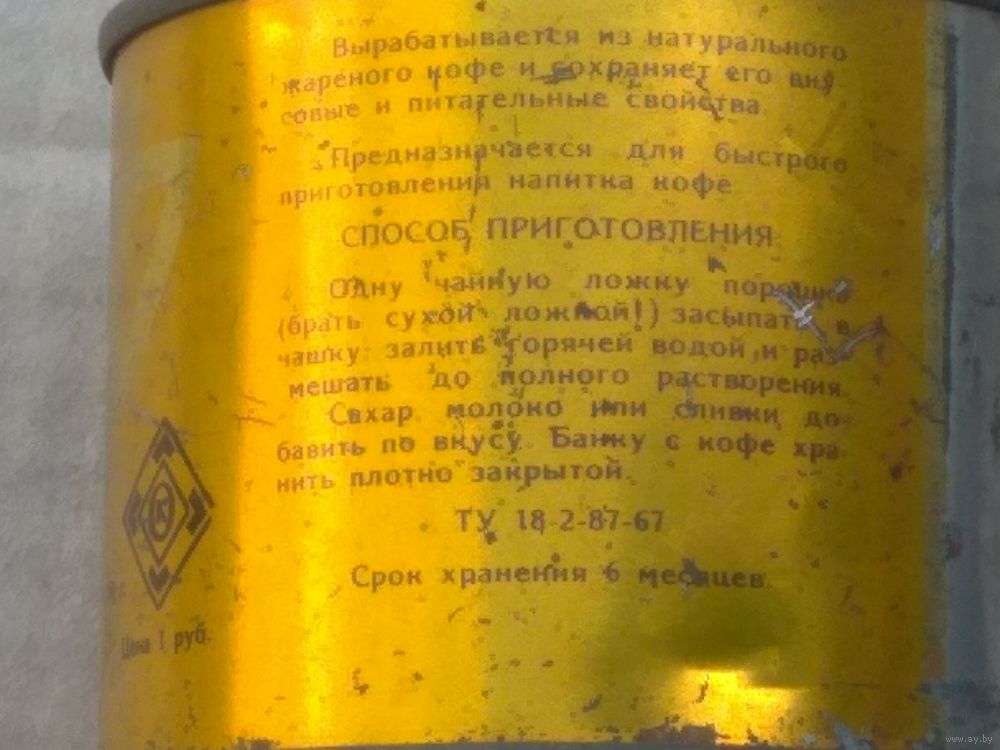 Вырабатывается из натурального
жареного кофе и сохраняет его вку
совые и питательные свойства
Предназначается для быстрого
приготовления напитка кофе
СПОСОБ ПРИГОТОВЛЕНИЯ
Одну чайную ложку порошка
(брать сухой ложкой!) засыпать в
чашку залить горячей водой и раз-
мешать до полного растворения
Сахар молоко или сливки до-
бавить по вкусу. Банку с кофе хра
нить плотно закрытой.
ТУ 18-2-87-67
Срок хранения 6 месяцев.
Цена 1 руб.
www.ay.by